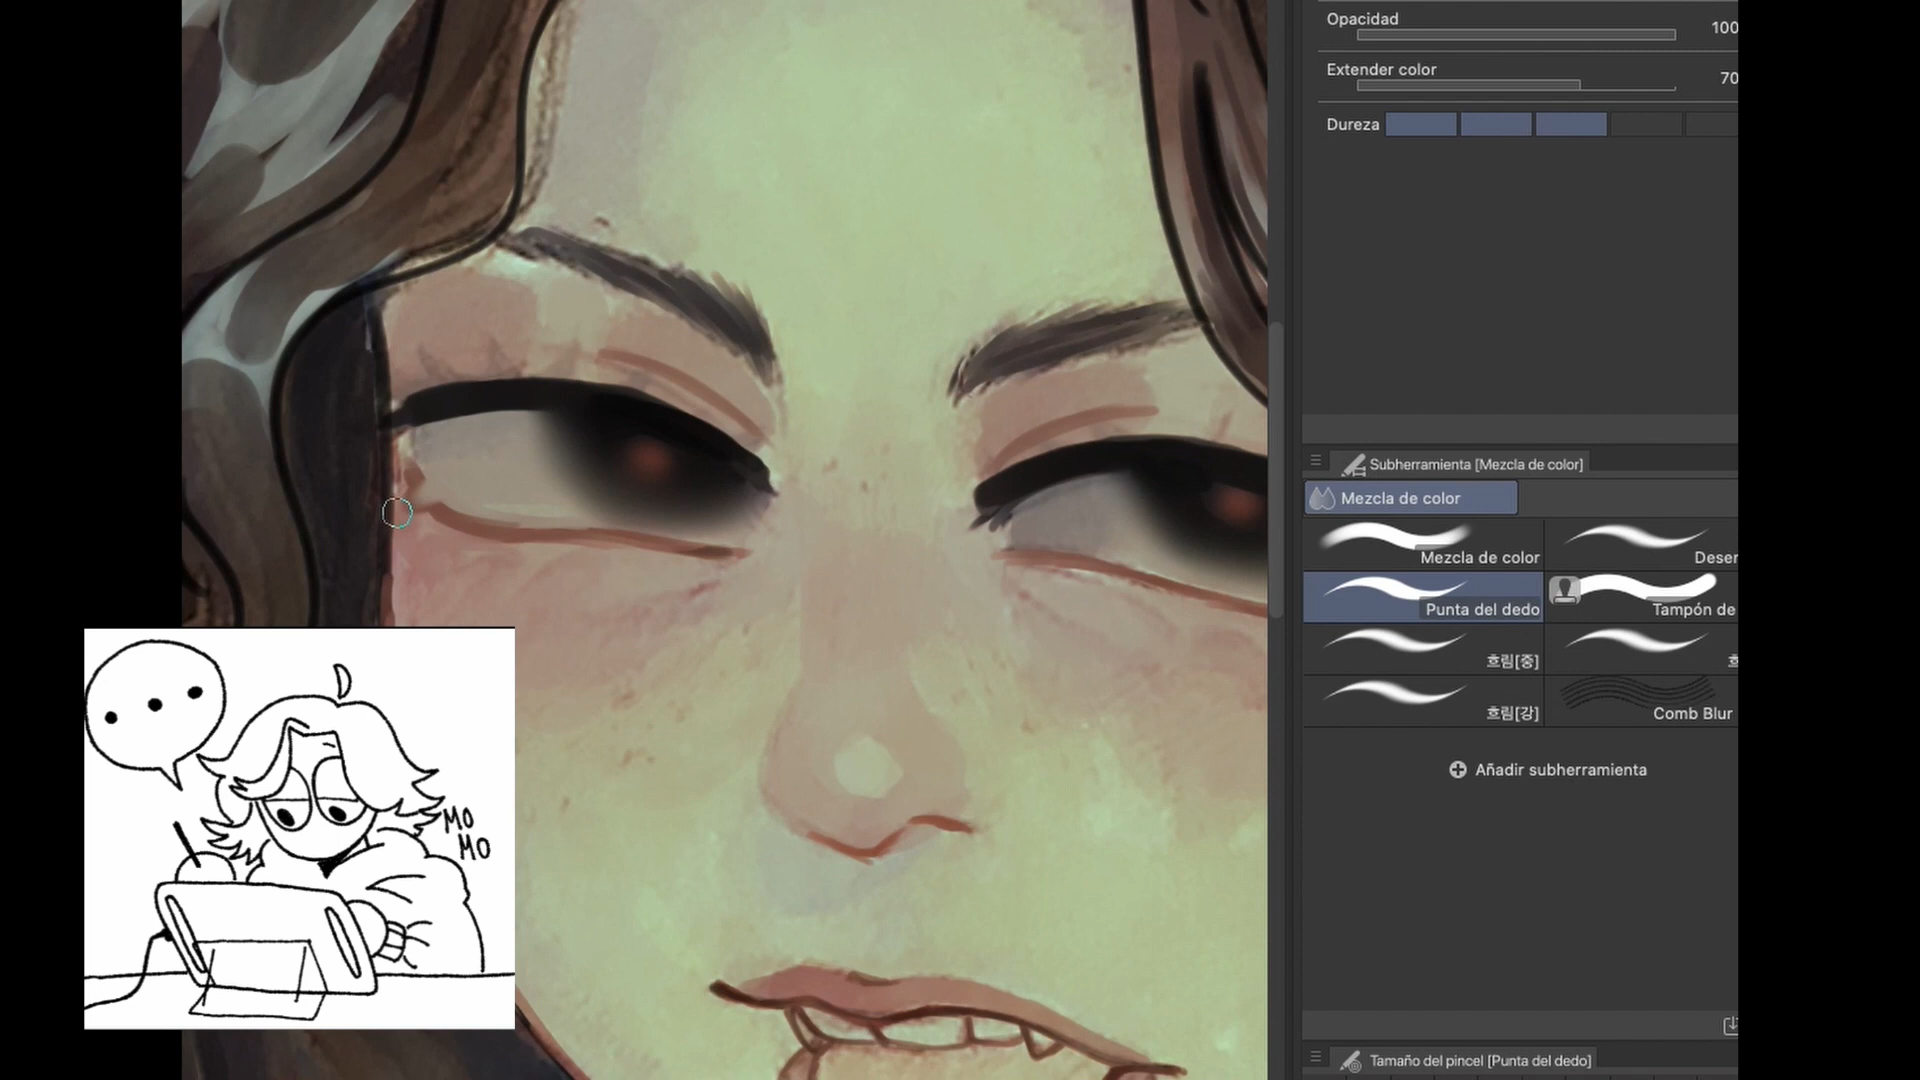 Opacidad
100
Extender color
70
Dureza
Subherramienta [Mezcla de color]
Mezcla de color
Mezcla de color
Deser
Punta del dedo
Tampón de
흐림[중]
흐림[강]
Comb Blur
Añadir subherramienta
MO
MO
Tamaño del pincel [Punta del dedo]